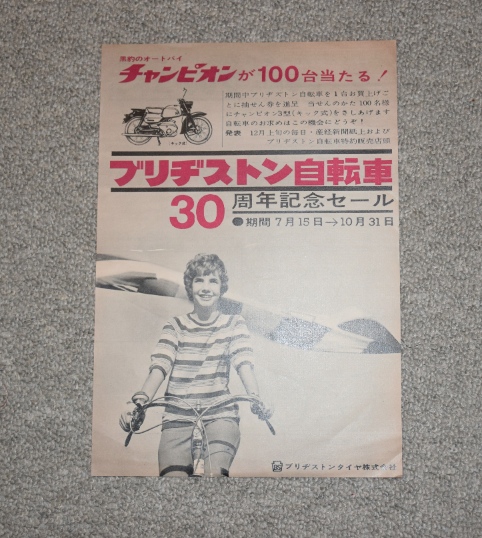 魅惑のオートバイ
チャンピオンが100台当たる！
期間中ブリヂストン自転車を1台お買上げご
とに抽せん券を進呈 当せんのかた100名様
にチャンピオン3型(キック式)をさしあげます
自転車のお求めはこの機会にどうぞ！
発表 12月上旬の毎日・産経新聞紙上および
ブリヂストン自転車特約販売店頭
(キック式)
ブリヂストン自転車
30周年記念セール
●期間 7月15日→10月31日
ブリヂストンタイヤ株式会社